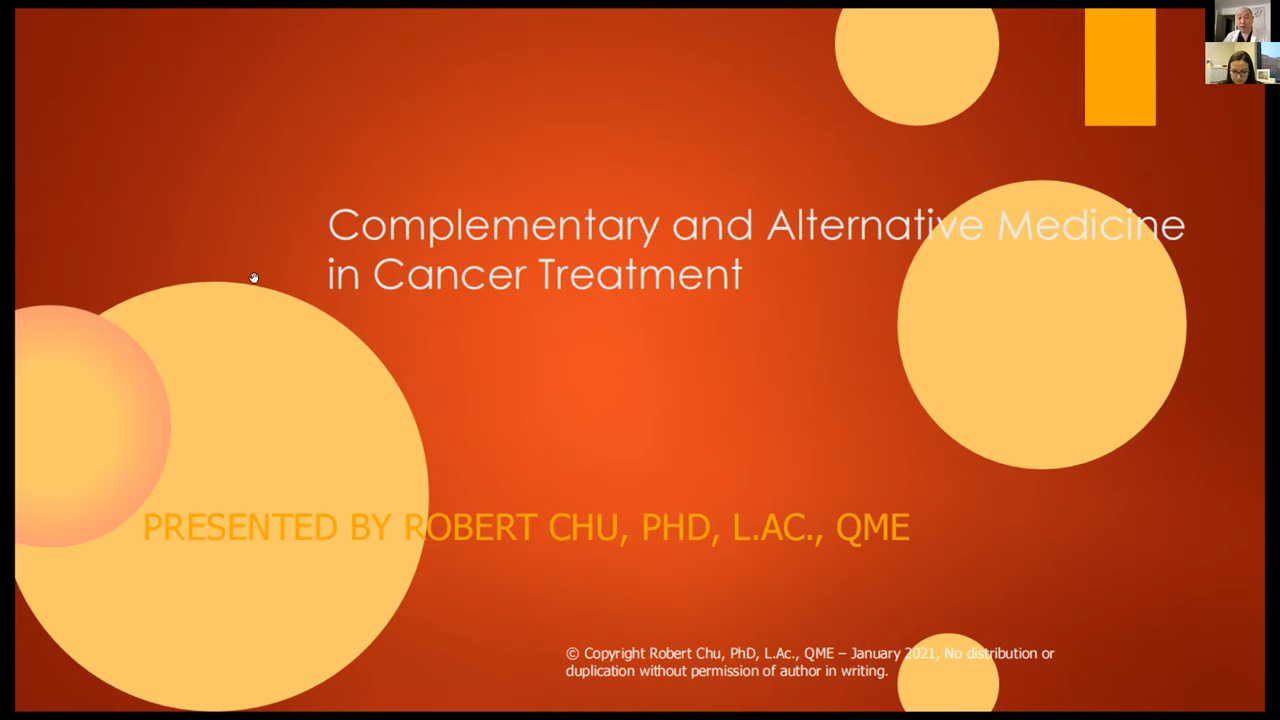 Complementary and Alternative Medicine
in Cancer Treatment
PRESENTED BY ROBERT CHU, PHD, L.AC., QME
© Copyright Robert Chu, PhD, L.Ac., QME – January 2021, No distribution or
duplication without permission of author in writing.